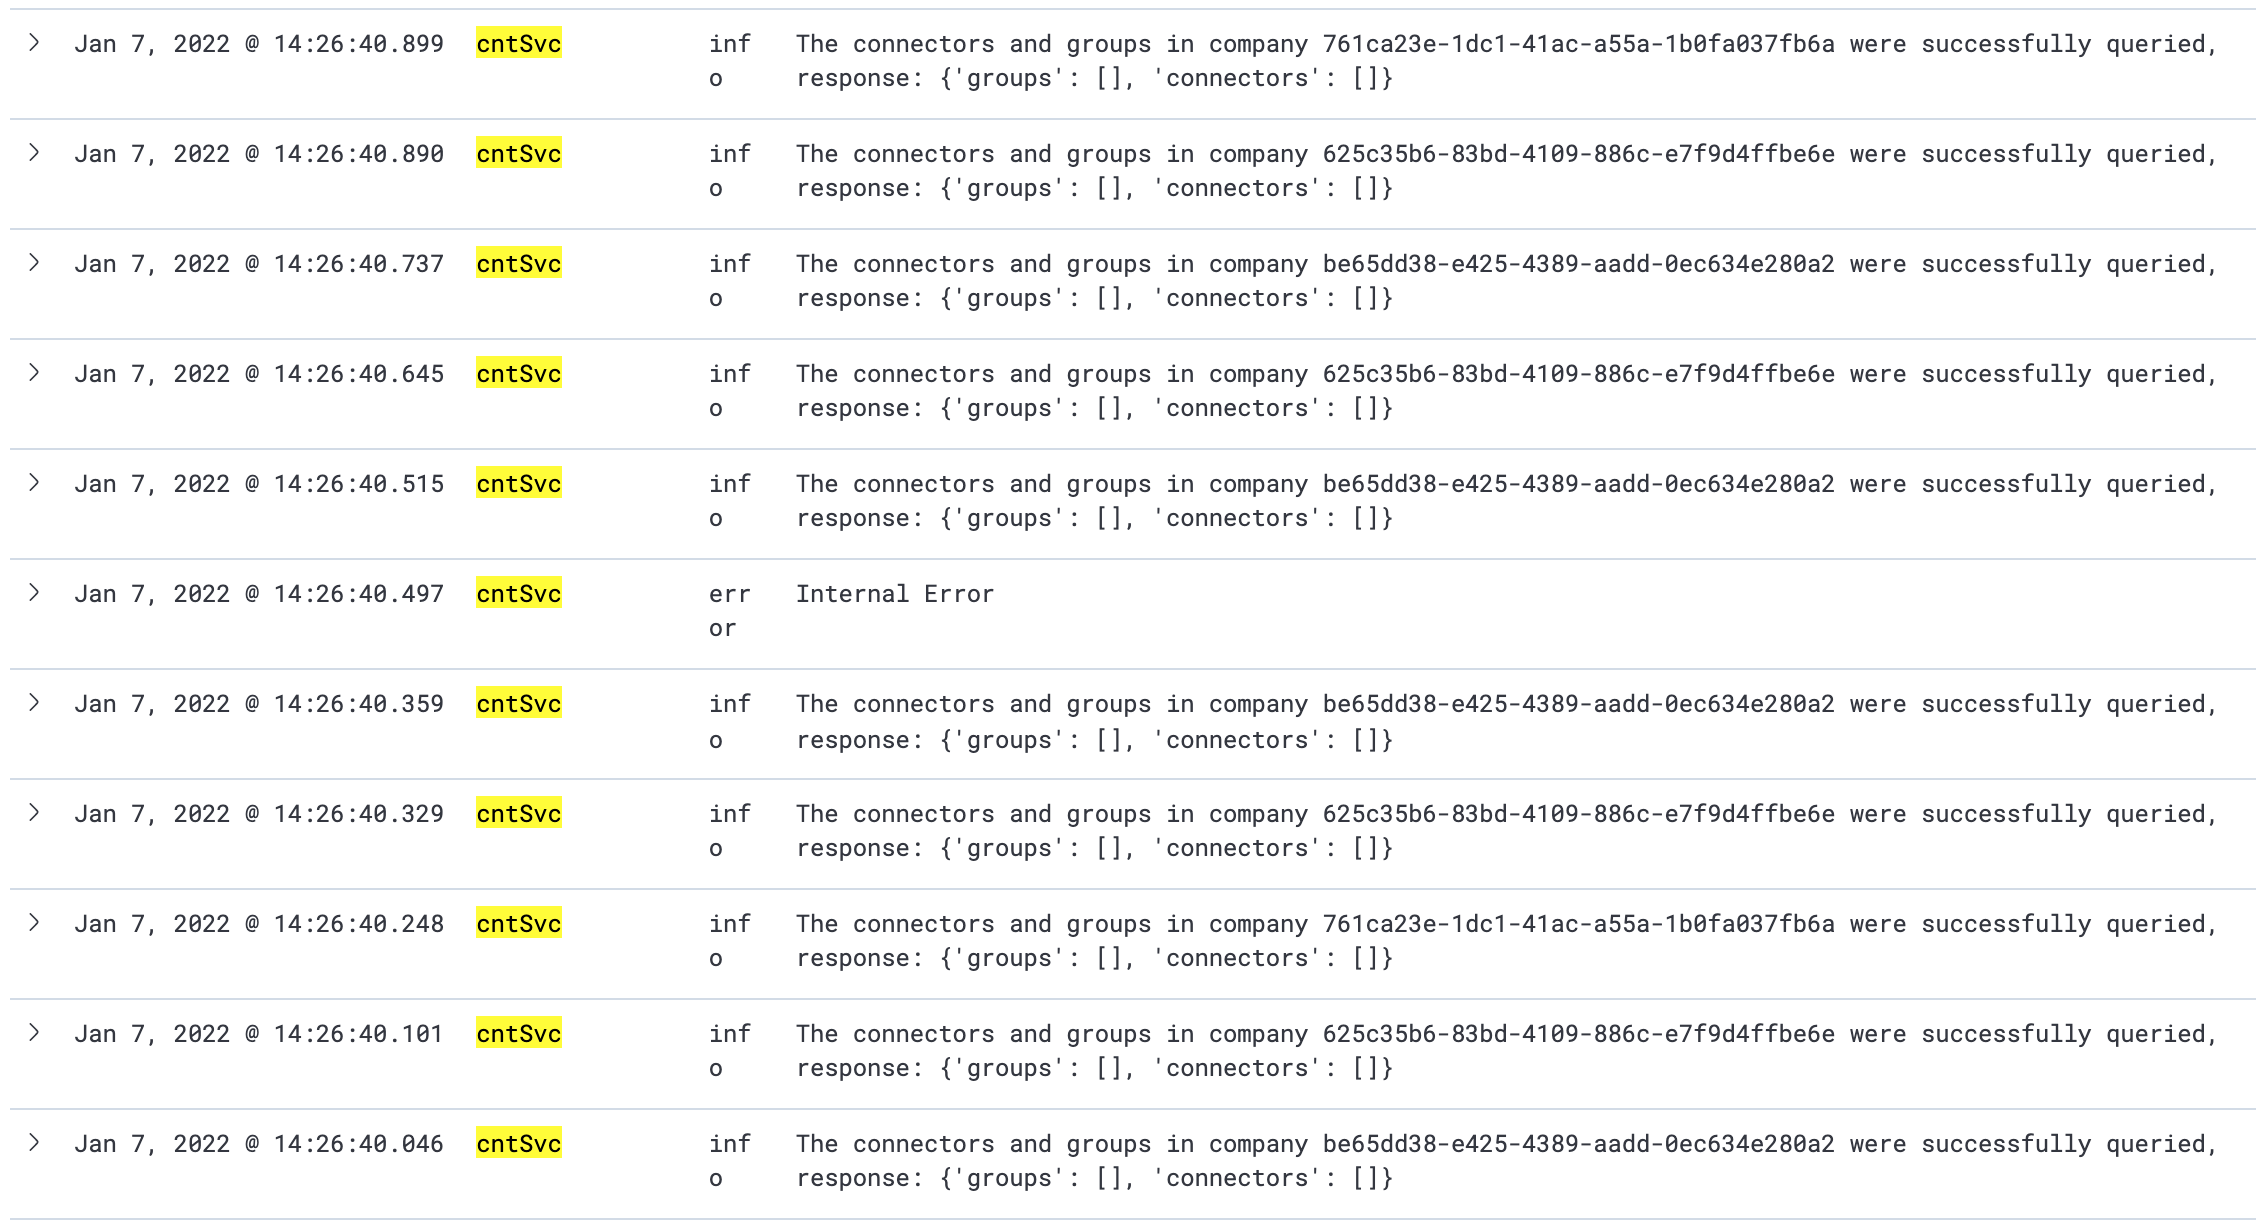 Jan 7, 2022 @ 14:26:40.899 cntSvc inf The connectors and groups in company 761ca23e-1dc1-41ac-a55a-1b0fa037fb6a were successfully queried,
o response: {'groups': [], 'connectors': []}
Jan 7, 2022 @ 14:26:40.890 cntSvc inf The connectors and groups in company 625c35b6-83bd-4109-886c-e7f9d4ffbe6e were successfully queried,
o response: {'groups': [], 'connectors': []}
Jan 7, 2022 @ 14:26:40.737 cntSvc inf The connectors and groups in company be65dd38-e425-4389-aadd-0ec634e280a2 were successfully queried,
o response: {'groups': [], 'connectors': []}
Jan 7, 2022 @ 14:26:40.645 cntSvc inf The connectors and groups in company 625c35b6-83bd-4109-886c-e7f9d4ffbe6e were successfully queried,
o response: {'groups': [], 'connectors': []}
Jan 7, 2022 @ 14:26:40.515 cntSvc inf The connectors and groups in company be65dd38-e425-4389-aadd-0ec634e280a2 were successfully queried,
o response: {'groups': [], 'connectors': []}
Jan 7, 2022 @ 14:26:40.497 cntSvc err Internal Error
or
Jan 7, 2022 @ 14:26:40.359 cntSvc inf The connectors and groups in company be65dd38-e425-4389-aadd-0ec634e280a2 were successfully queried,
o response: {'groups': [], 'connectors': []}
Jan 7, 2022 @ 14:26:40.329 cntSvc inf The connectors and groups in company 625c35b6-83bd-4109-886c-e7f9d4ffbe6e were successfully queried,
o response: {'groups': [], 'connectors': []}
Jan 7, 2022 @ 14:26:40.248 cntSvc inf The connectors and groups in company 761ca23e-1dc1-41ac-a55a-1b0fa037fb6a were successfully queried,
o response: {'groups': [], 'connectors': []}
Jan 7, 2022 @ 14:26:40.101 cntSvc inf The connectors and groups in company 625c35b6-83bd-4109-886c-e7f9d4ffbe6e were successfully queried,
o response: {'groups': [], 'connectors': []}
Jan 7, 2022 @ 14:26:40.046 cntSvc inf The connectors and groups in company be65dd38-e425-4389-aadd-0ec634e280a2 were successfully queried,
o response: {'groups': [], 'connectors': []}